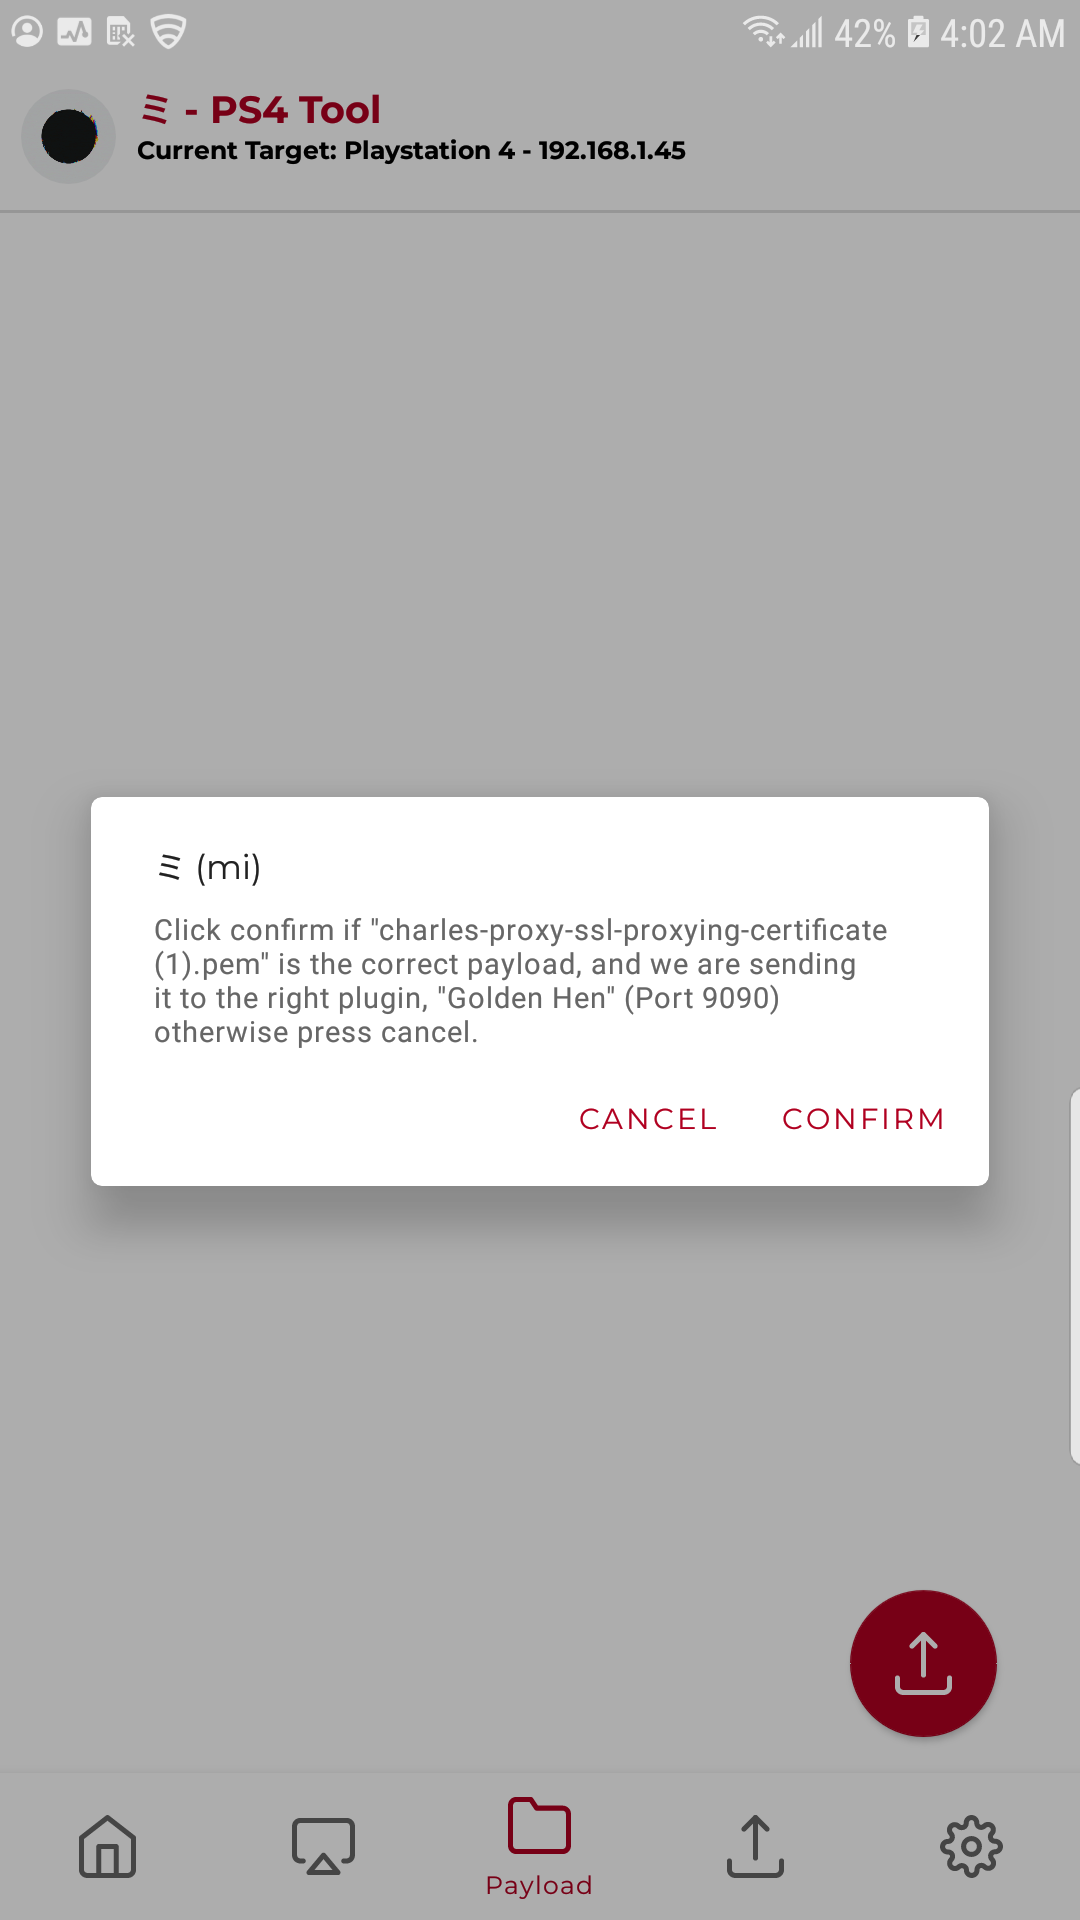 42% 4:02 AM
ミ - PS4 Tool
Current Target: Playstation 4 - 192.168.1.45
ミ (mi)
Click confirm if "charles-proxy-ssl-proxying-certificate
(1).pem" is the correct payload, and we are sending
it to the right plugin, "Golden Hen" (Port 9090)
otherwise press cancel.
CANCEL CONFIRM
Payload